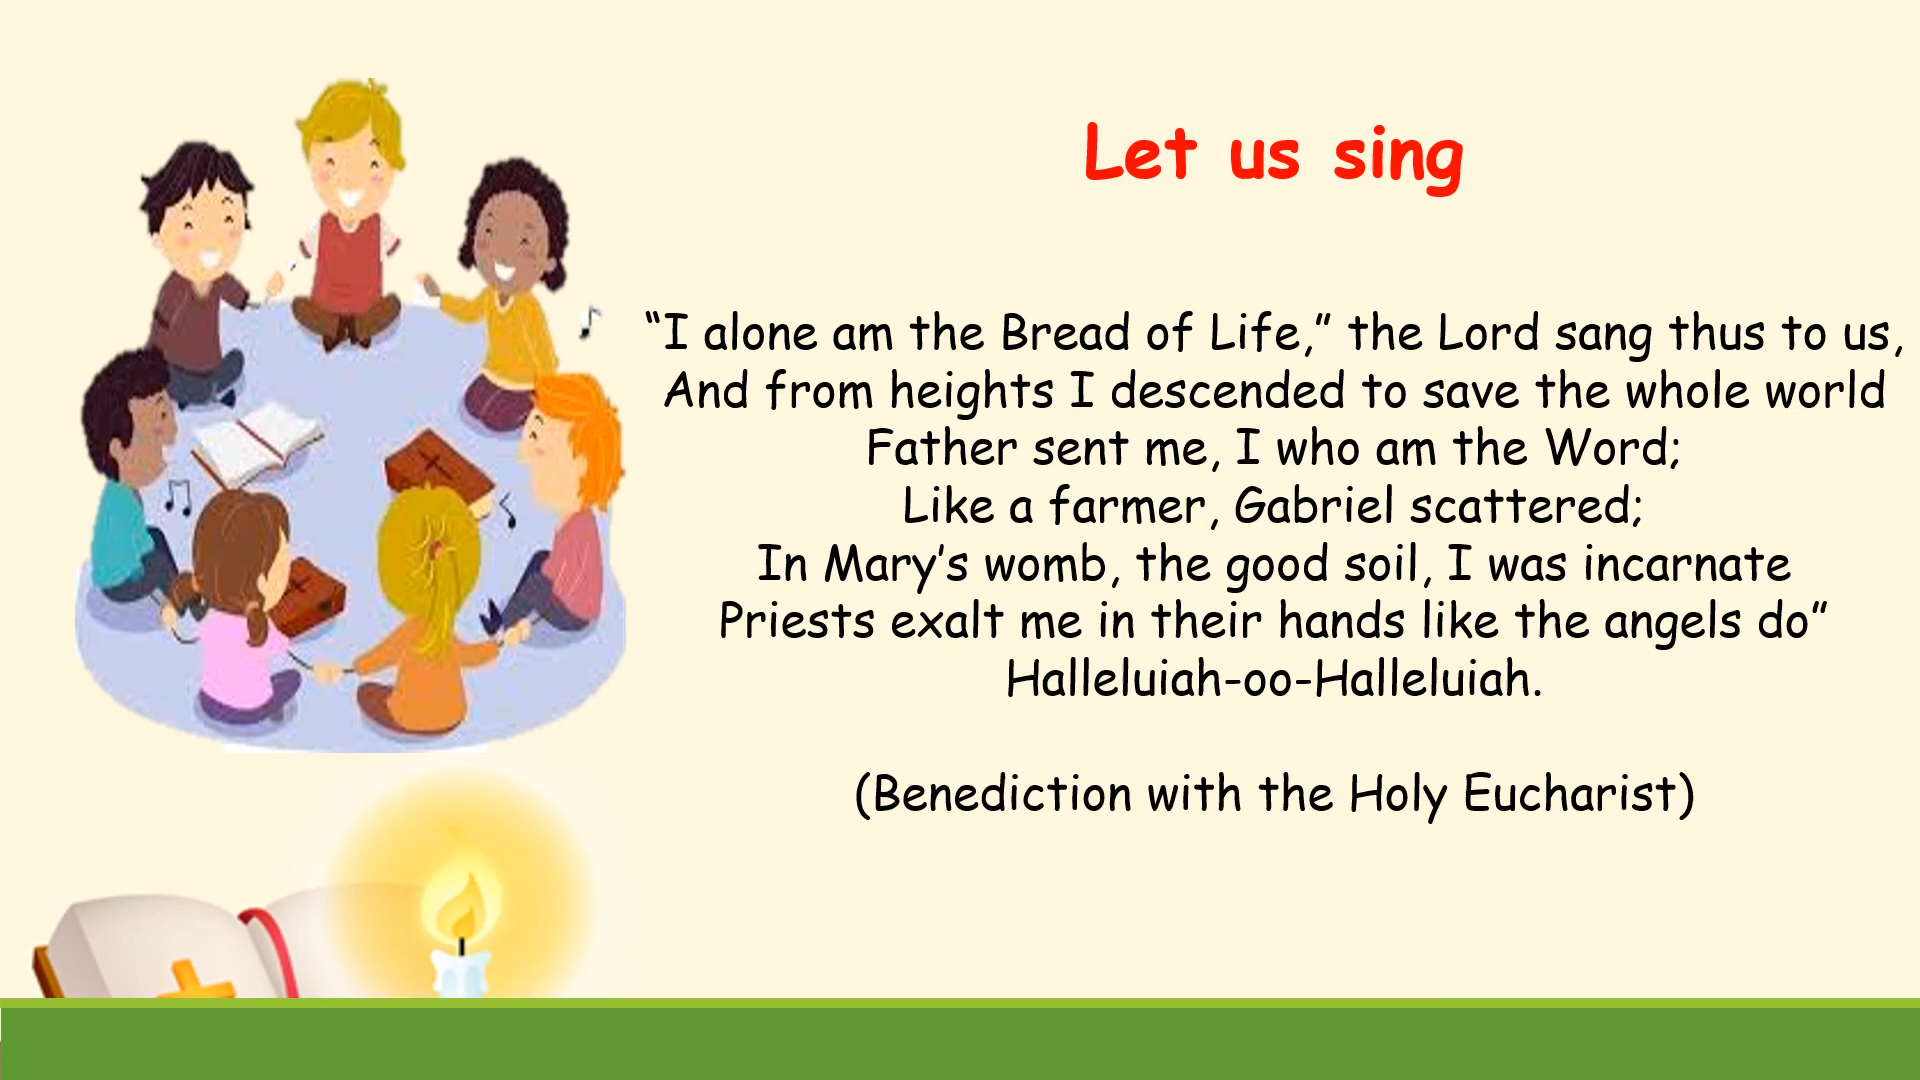 Let us sing
“I alone am the Bread of Life,” the Lord sang thus to us,
And from heights I descended to save the whole world
Father sent me, I who am the Word;
Like a farmer, Gabriel scattered;
In Mary’s womb, the good soil, I was incarnate
Priests exalt me in their hands like the angels do”
Halleluiah-oo-Halleluiah.
(Benediction with the Holy Eucharist)